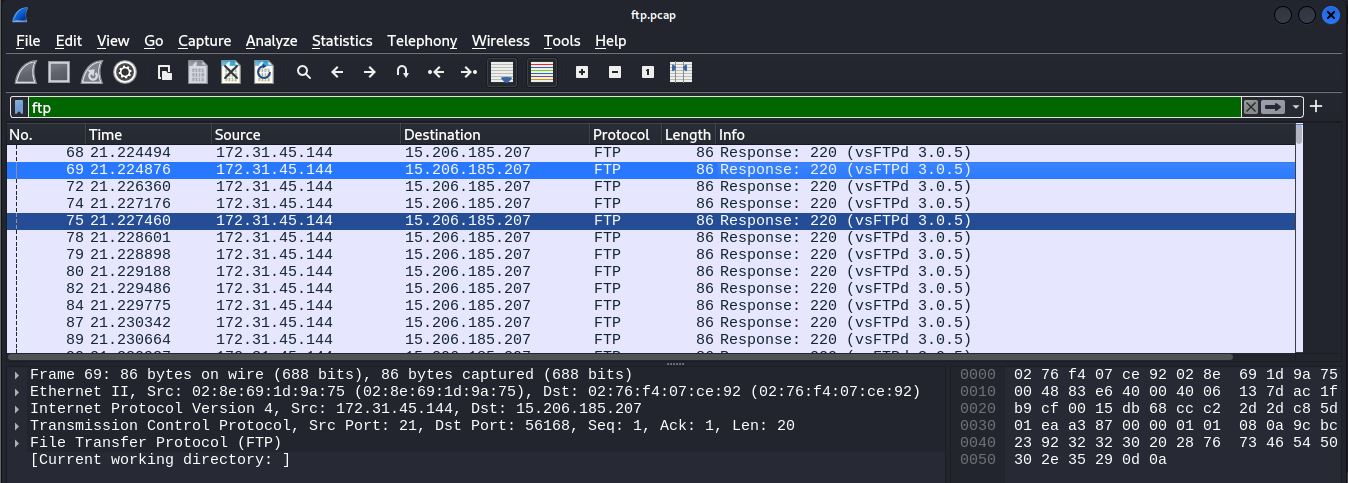 ftp.pcap
File Edit View Go Capture Analyze Statistics Telephony Wireless Tools Help
ftp
No. Time Source Destination Protocol Length Info
68 21.224494 172.31.45.144 15.206.185.207 FTP 86 Response: 220 (vsFTPd 3.0.5)
69 21.224876 172.31.45.144 15.206.185.207 FTP 86 Response: 220 (vsFTPd 3.0.5)
72 21.226360 172.31.45.144 15.206.185.207 FTP 86 Response: 220 (vsFTPd 3.0.5)
74 21.227176 172.31.45.144 15.206.185.207 FTP 86 Response: 220 (vsFTPd 3.0.5)
75 21.227460 172.31.45.144 15.206.185.207 FTP 86 Response: 220 (vsFTPd 3.0.5)
78 21.228601 172.31.45.144 15.206.185.207 FTP 86 Response: 220 (vsFTPd 3.0.5)
79 21.228898 172.31.45.144 15.206.185.207 FTP 86 Response: 220 (vsFTPd 3.0.5)
80 21.229188 172.31.45.144 15.206.185.207 FTP 86 Response: 220 (vsFTPd 3.0.5)
82 21.229486 172.31.45.144 15.206.185.207 FTP 86 Response: 220 (vsFTPd 3.0.5)
84 21.229775 172.31.45.144 15.206.185.207 FTP 86 Response: 220 (vsFTPd 3.0.5)
87 21.230342 172.31.45.144 15.206.185.207 FTP 86 Response: 220 (vsFTPd 3.0.5)
89 21.230664 172.31.45.144 15.206.185.207 FTP 86 Response: 220 (vsFTPd 3.0.5)
Frame 69: 86 bytes on wire (688 bits), 86 bytes captured (688 bits)
Ethernet II, Src: 02:8e:69:1d:9a:75 (02:8e:69:1d:9a:75), Dst: 02:76:f4:07:ce:92 (02:76:f4:07:ce:92)
Internet Protocol Version 4, Src: 172.31.45.144, Dst: 15.206.185.207
Transmission Control Protocol, Src Port: 21, Dst Port: 56168, Seq: 1, Ack: 1, Len: 20
File Transfer Protocol (FTP)
[Current working directory: ]
0000 02 76 f4 07 ce 92 02 8e 69 1d 9a 75
0010 00 48 83 e6 40 00 40 06 13 7d ac 1f
0020 b9 cf 00 15 db 68 cc c2 2d 2d c8 5d
0030 01 ea a3 87 00 00 01 01 08 0a 9c bc
0040 23 92 32 32 30 20 28 76 73 46 54 50
0050 30 2e 35 29 0d 0a